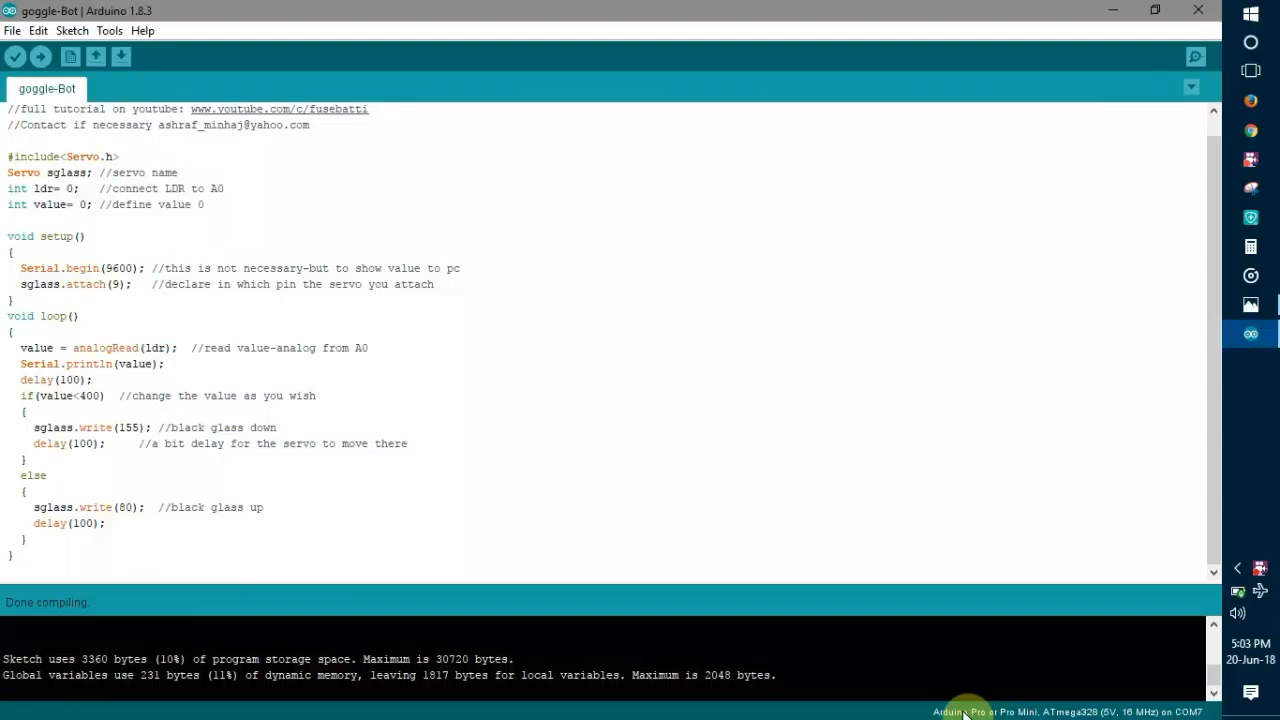 goggle-Bot | Arduino 1.8.3
File Edit Sketch Tools Help
goggle-Bot
//full tutorial on youtube: www.youtube.com/c/fusebatti
//Contact if necessary ashraf_minhaj@yahoo.com
#include<Servo.h>
Servo sglass; //servo name
int ldr= 0; //connect LDR to A0
int value= 0; //define value 0
void setup()
{
Serial.begin(9600); //this is not necessary-but to show value to pc
sglass.attach(9); //declare in which pin the servo you attach
}
void loop()
{
value = analogRead(ldr); //read value-analog from A0
Serial.println(value);
delay(100);
if(value<400) //change the value as you wish
{
sglass.write(155); //black glass down
delay(100); //a bit delay for the servo to move there
}
else
{
sglass.write(80); //black glass up
delay(100);
}
}
Done compiling.
Sketch uses 3360 bytes (10%) of program storage space. Maximum is 30720 bytes.
Global variables use 231 bytes (11%) of dynamic memory, leaving 1817 bytes for local variables. Maximum is 2048 bytes.
Arduino Pro or Pro Mini, ATmega328 (5V, 16 MHz) on COM7
5:03 PM
20-Jun-18